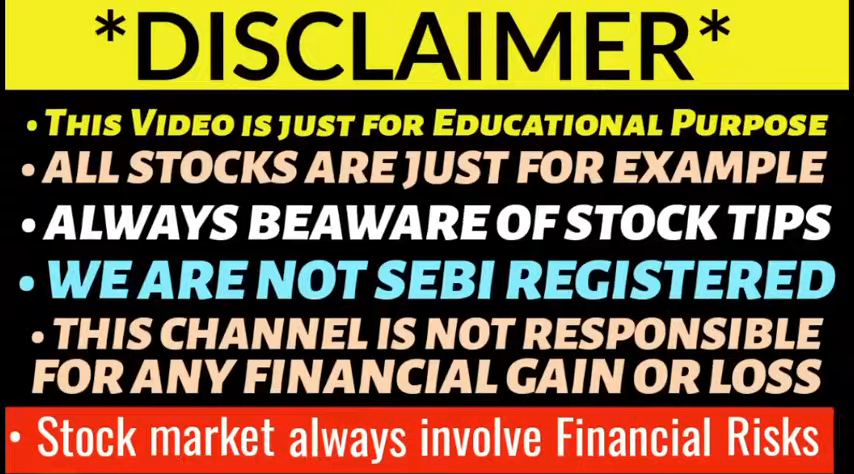 *DISCLAIMER*
• THIS VIDEO IS JUST FOR EDUCATIONAL PURPOSE
• ALL STOCKS ARE JUST FOR EXAMPLE
• ALWAYS BEAWARE OF STOCK TIPS
• WE ARE NOT SEBI REGISTERED
• THIS CHANNEL IS NOT RESPONSIBLE
FOR ANY FINANCIAL GAIN OR LOSS
• Stock market always involve Financial Risks